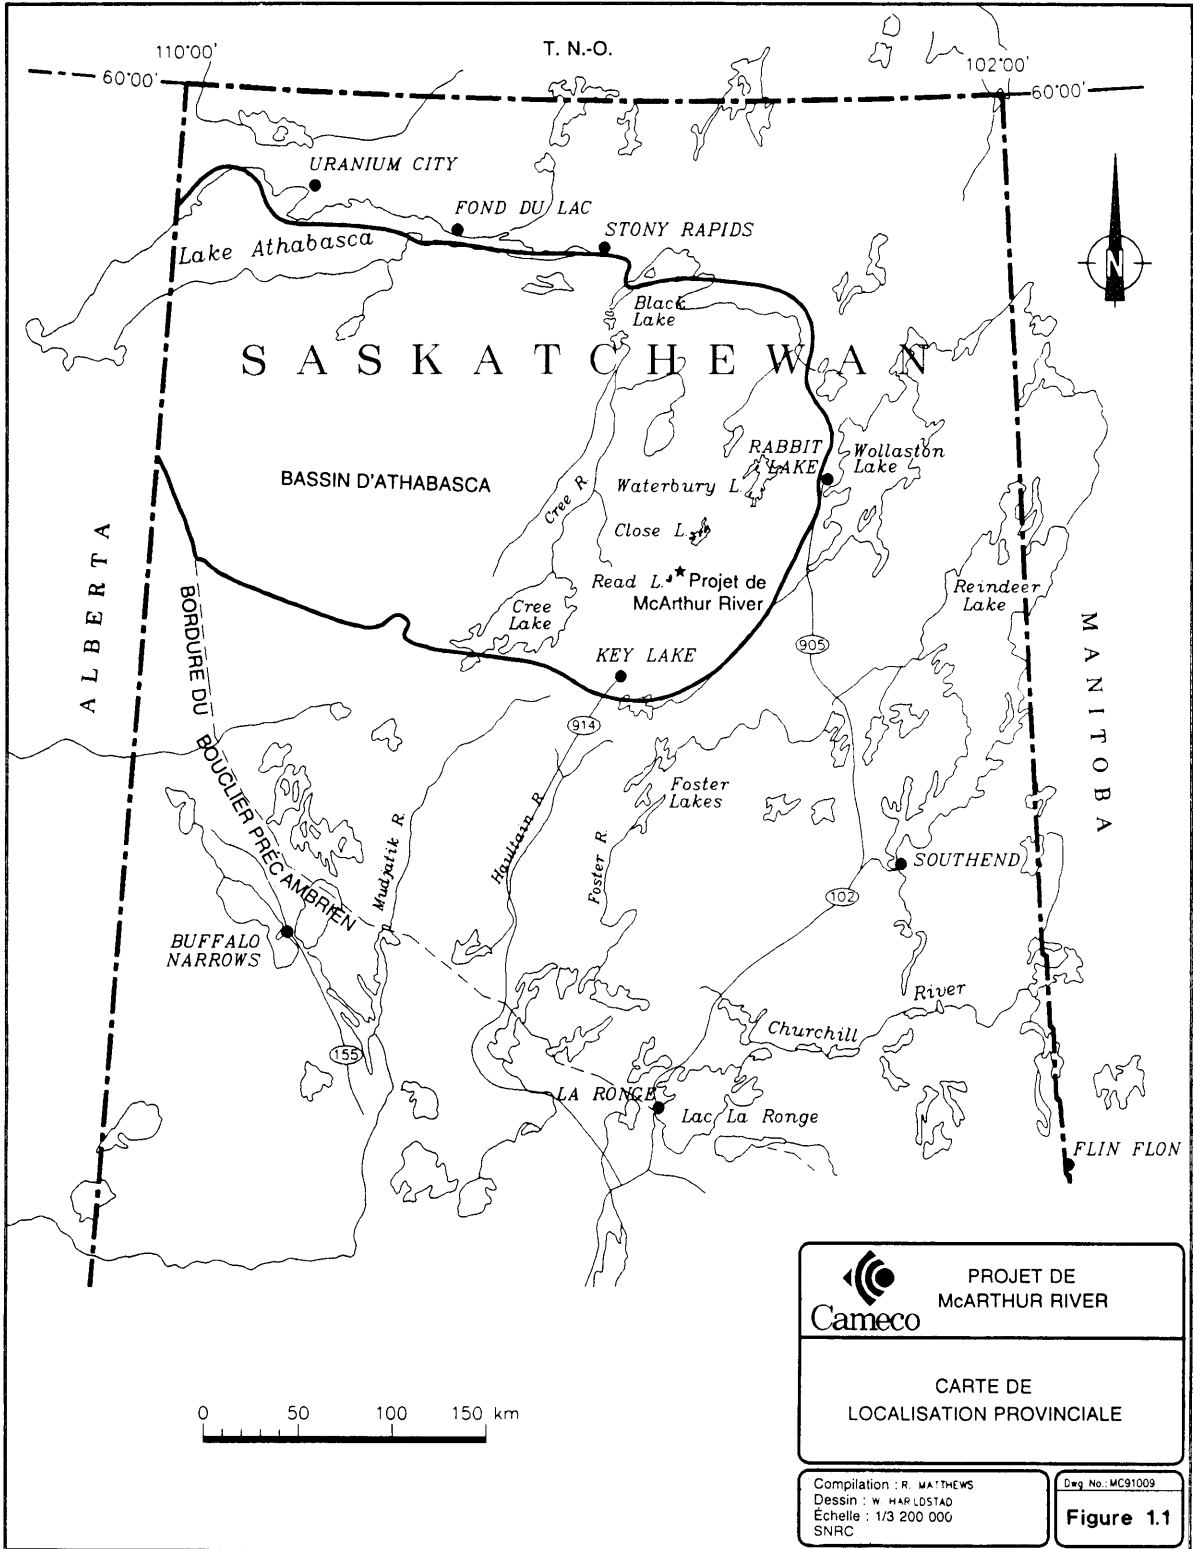 T. N.-O.
110°00'
102°00'
60°00'
60°00'
URANIUM CITY
FOND DU LAC
STONY RAPIDS
Lake Athabasca
N
Black
Lake
SASKATCHEWAN
RABBIT
LAKE
Wollaston
Lake
BASSIN D'ATHABASCA
Waterbury L.
Cree R.
Close L.
Read L.
Projet de
McArthur River
Reindeer
Lake
Cree
Lake
ALBERTA
MANITOBA
BORDURE DU
BOUCLIER PRÉCAMBRIEN
KEY LAKE
905
914
Foster
Lakes
Mudjatik R.
Haultain R.
Foster R.
SOUTHEND
102
BUFFALO
NARROWS
River
Churchill
155
LA RONGE
Lac La Ronge
FLIN FLON
Cameco
PROJET DE
McARTHUR RIVER
CARTE DE
LOCALISATION PROVINCIALE
0 50 100 150 km
Compilation : R. MATTHEWS
Dessin : W. HARLDSTAD
Échelle : 1/3 200 000
SNRC
Dwg No.: MC91009
Figure 1.1